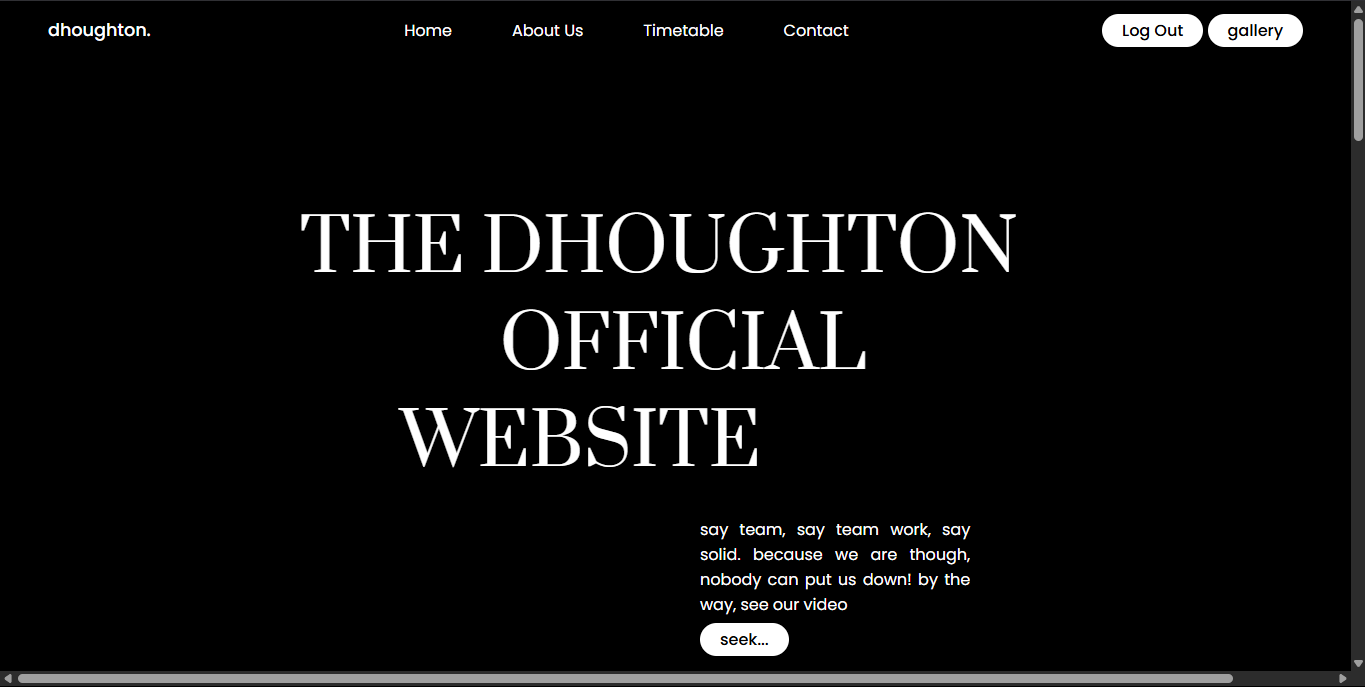 dhoughton.
Home
About Us
Timetable
Contact
Log Out
gallery
THE DHOUGHTON
OFFICIAL
WEBSITE
say team, say team work, say
solid. because we are though,
nobody can put us down! by the
way, see our video
seek...